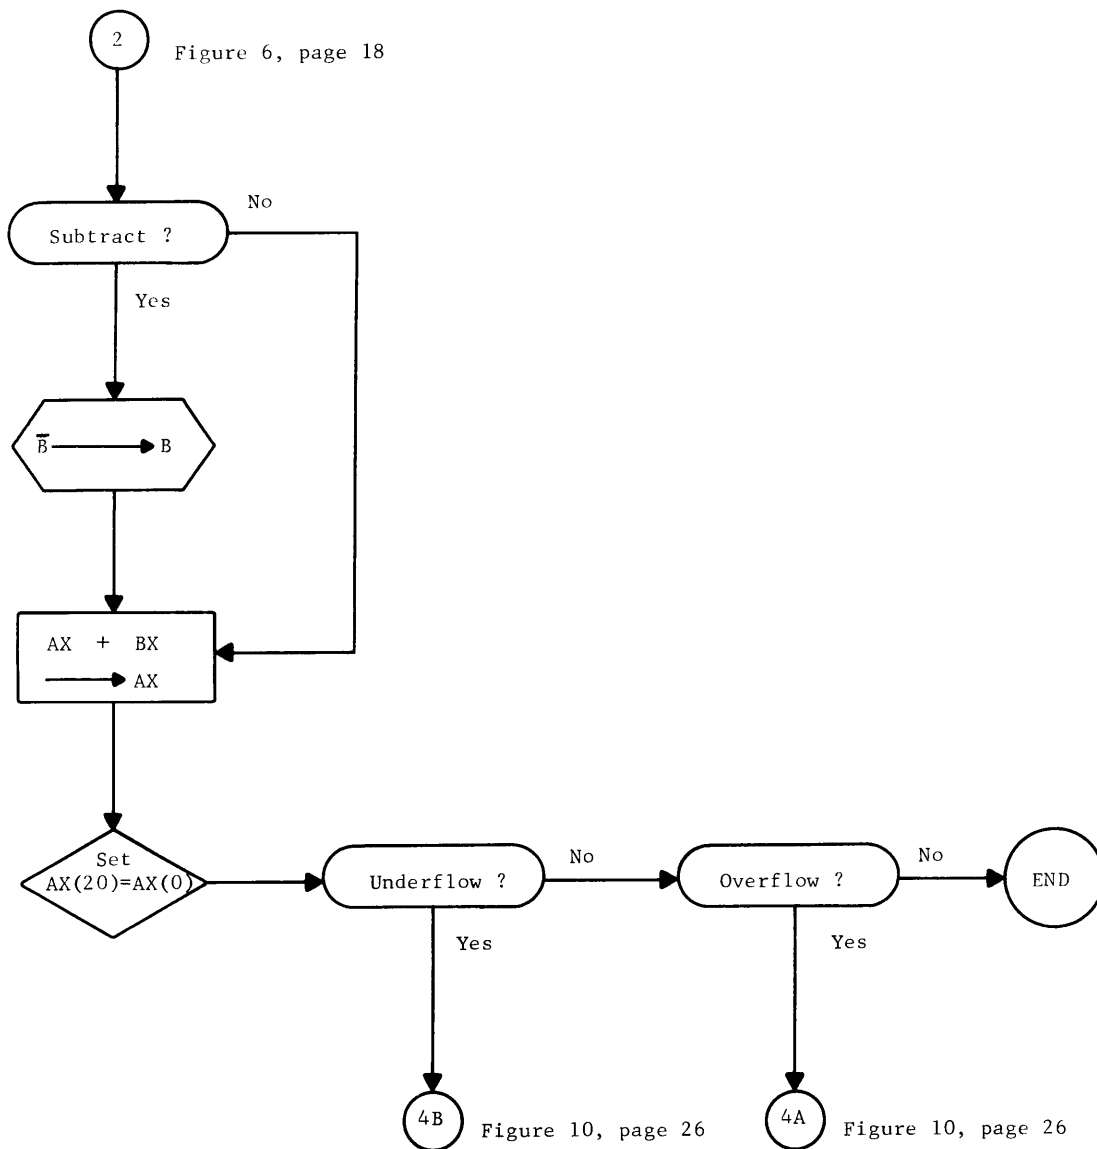 2
Figure 6, page 18
No
Subtract ?
Yes
B̅ → B
AX + BX
→ AX
Set
AX(20)=AX(0)
Underflow ?
No
Overflow ?
No
END
Yes
Yes
4B
Figure 10, page 26
4A
Figure 10, page 26